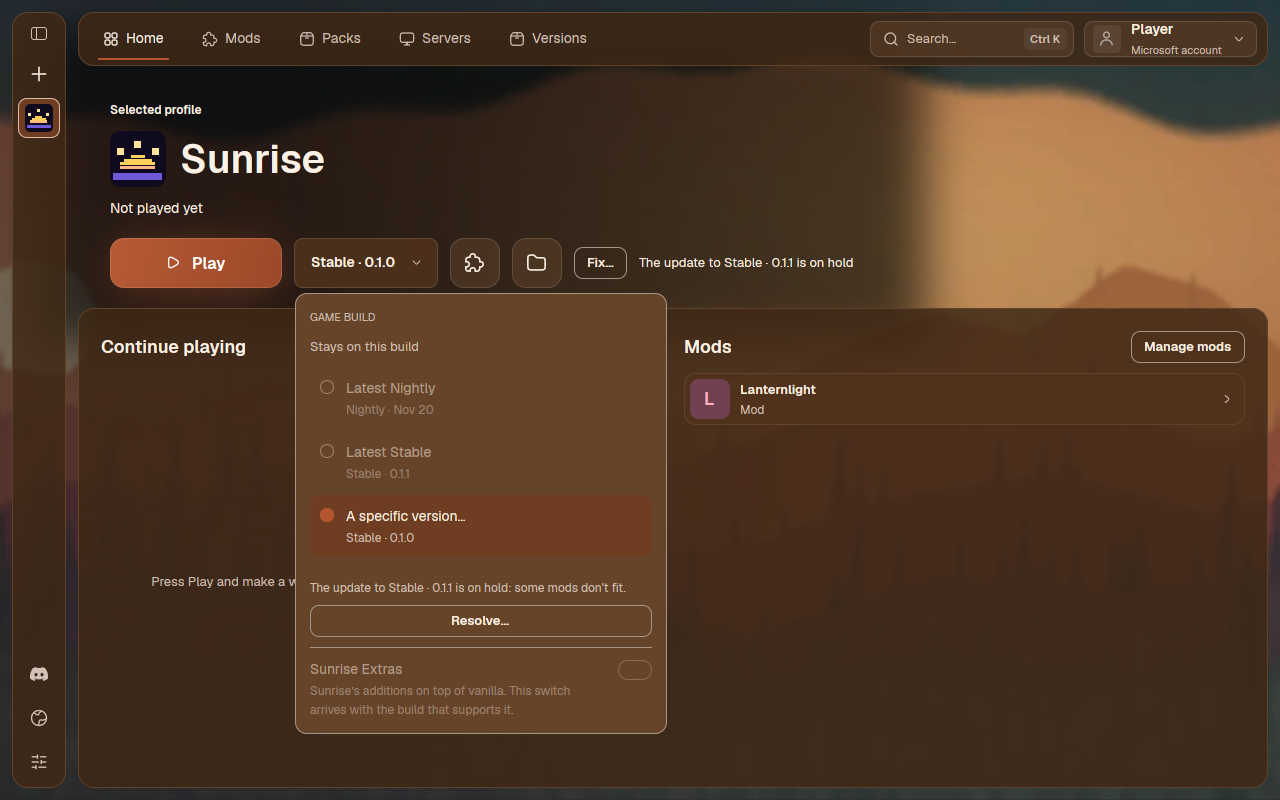 Home
Mods
Packs
Servers
Versions
Search...
Ctrl K
Player
Microsoft account
Selected profile
Sunrise
Not played yet
Play
Stable · 0.1.0
Fix...
The update to Stable · 0.1.1 is on hold
GAME BUILD
Stays on this build
Latest Nightly
Nightly · Nov 20
Latest Stable
Stable · 0.1.1
A specific version...
Stable · 0.1.0
The update to Stable · 0.1.1 is on hold: some mods don't fit.
Resolve...
Sunrise Extras
Sunrise's additions on top of vanilla. This switch
arrives with the build that supports it.
Continue playing
Press Play and make a
Mods
Manage mods
L
Lanternlight
Mod